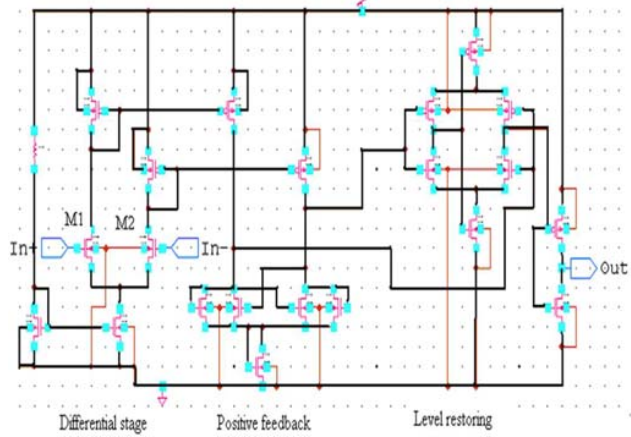 M1
M2
In+
In-
Out
Differential stage
Positive feedback
Level restoring